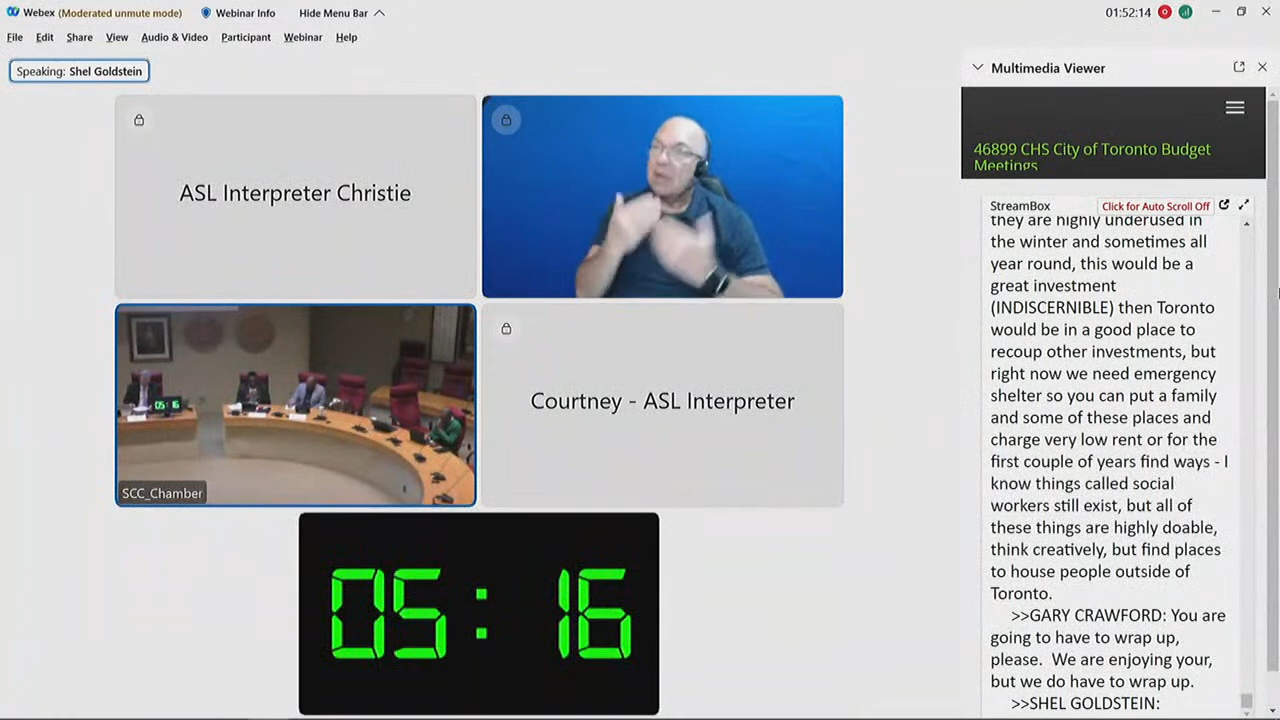 Webex (Moderated unmute mode) Webinar Info Hide Menu Bar 01:52:14
File Edit Share View Audio & Video Participant Webinar Help
Speaking: Shel Goldstein
ASL Interpreter Christie
SCC_Chamber
05:16
Courtney - ASL Interpreter
05:16
Multimedia Viewer
46899 CHS City of Toronto Budget
Meetings
StreamBox Click for Auto Scroll Off
they are highly underused in
the winter and sometimes all
year round, this would be a
great investment
(INDISCERNIBLE) then Toronto
would be in a good place to
recoup other investments, but
right now we need emergency
shelter so you can put a family
and some of these places and
charge very low rent or for the
first couple of years find ways - I
know things called social
workers still exist, but all of
these things are highly doable,
think creatively, but find places
to house people outside of
Toronto.
>>GARY CRAWFORD: You are
going to have to wrap up,
please. We are enjoying your,
but we do have to wrap up.
>>SHEL GOLDSTEIN: